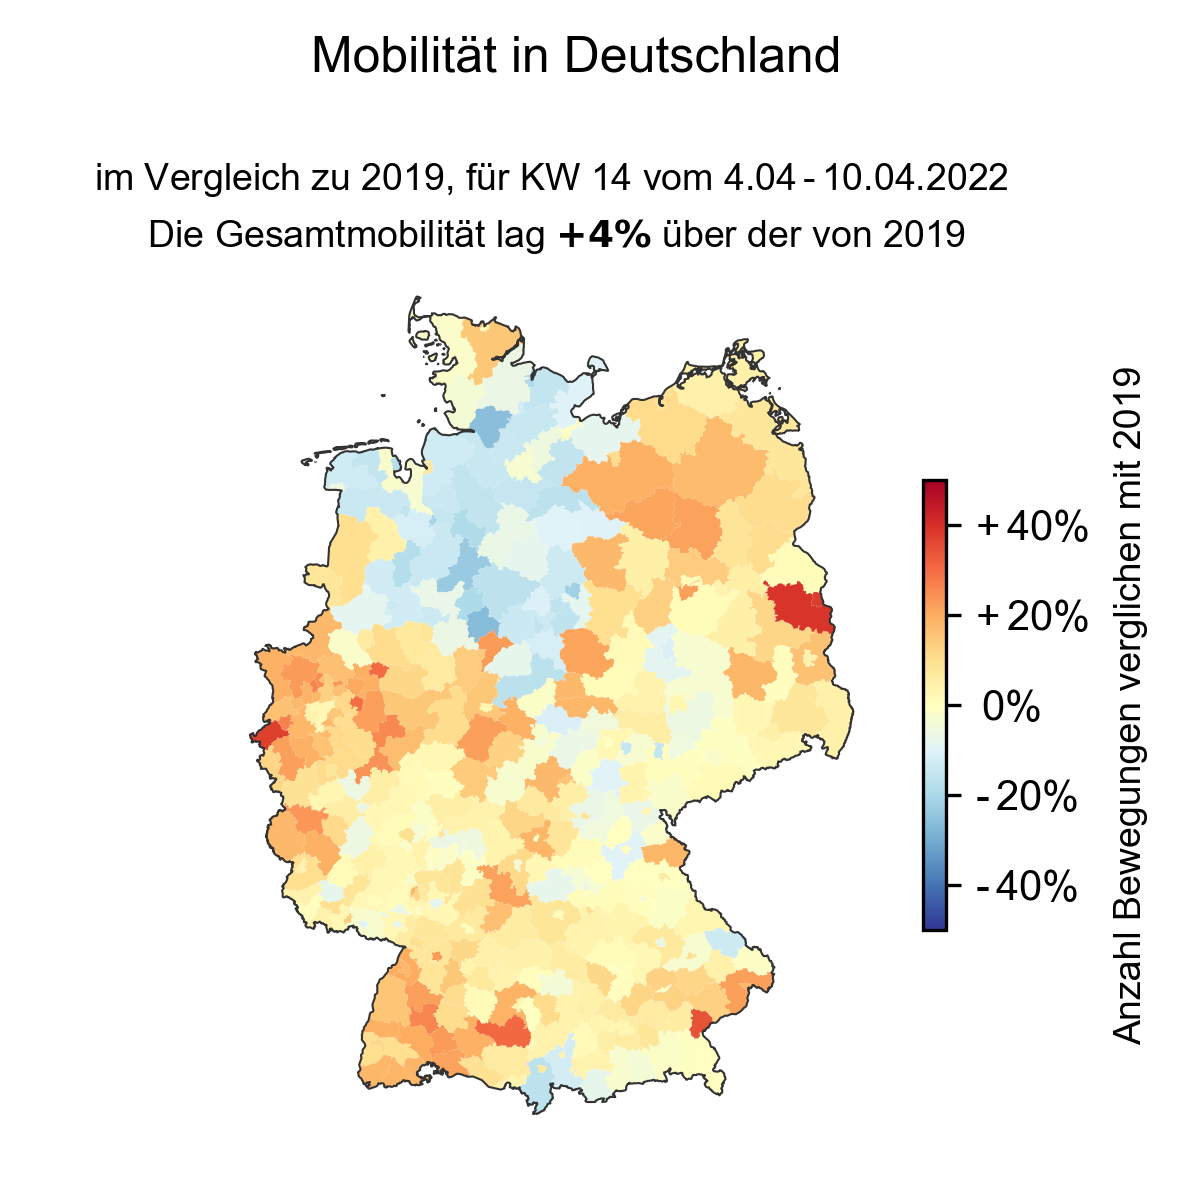 Mobilität in Deutschland
im Vergleich zu 2019, für KW 14 vom 4.04 - 10.04.2022
Die Gesamtmobilität lag +4% über der von 2019
+40%
+20%
0%
-20%
-40%
Anzahl Bewegungen verglichen mit 2019